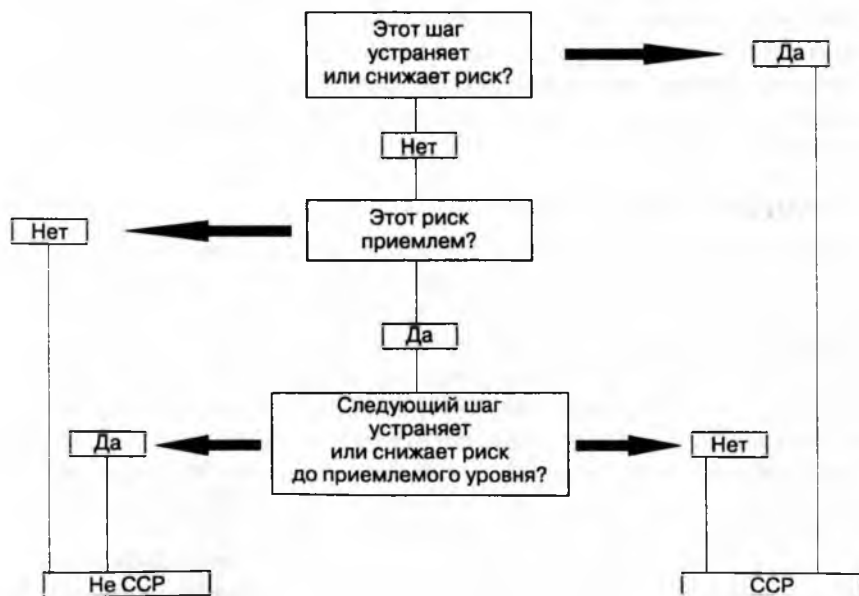 Этот шаг
устраняет
или снижает риск?
Да
Нет
Этот риск
приемлем?
Нет
Да
Следующий шаг
устраняет
или снижает риск
до приемлемого уровня?
Да
Нет
Не ССР
ССР